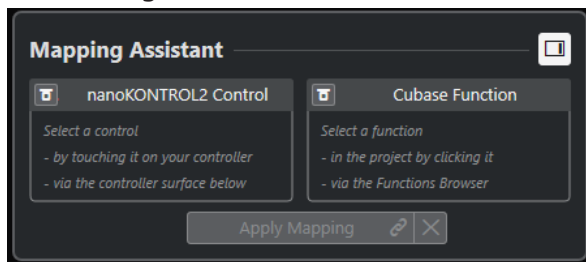 Mapping Assistant
nanoKONTROL2 Control
Cubase Function
Select a control
- by touching it on your controller
- via the controller surface below
Select a function
- in the project by clicking it
- via the Functions Browser
Apply Mapping